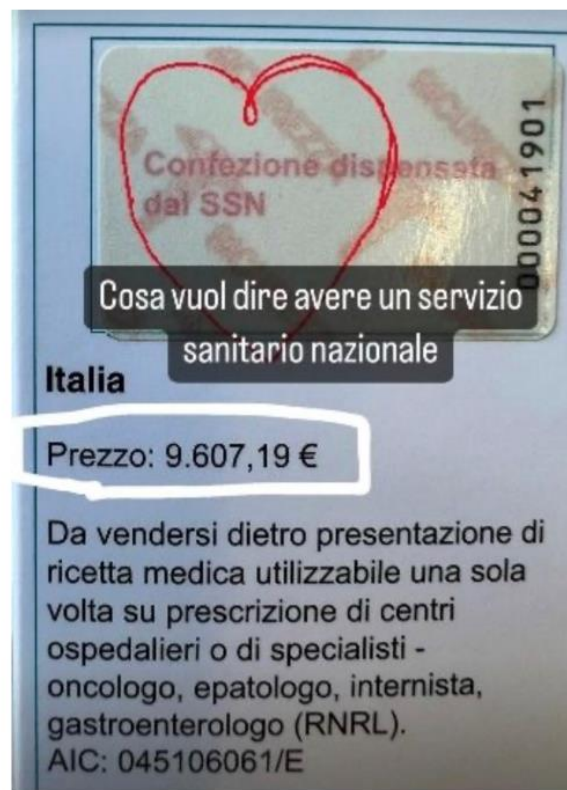 Confezione dispensata
dal SSN
000041901
Cosa vuol dire avere un servizio
sanitario nazionale
Italia
Prezzo: 9.607,19 €
Da vendersi dietro presentazione di
ricetta medica utilizzabile una sola
volta su prescrizione di centri
ospedalieri o di specialisti -
oncologo, epatologo, internista,
gastroenterologo (RNRL).
AIC: 045106061/E